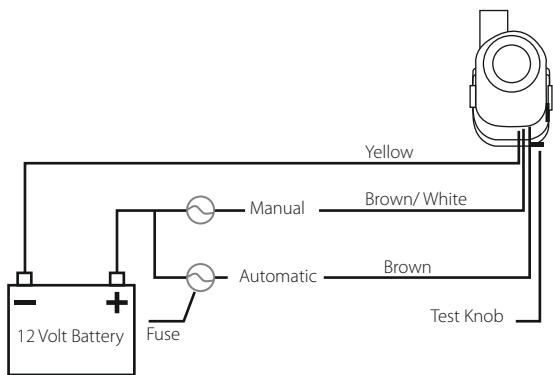 Yellow
Manual
Brown/ White
Automatic
Brown
Test Knob
Fuse
12 Volt Battery